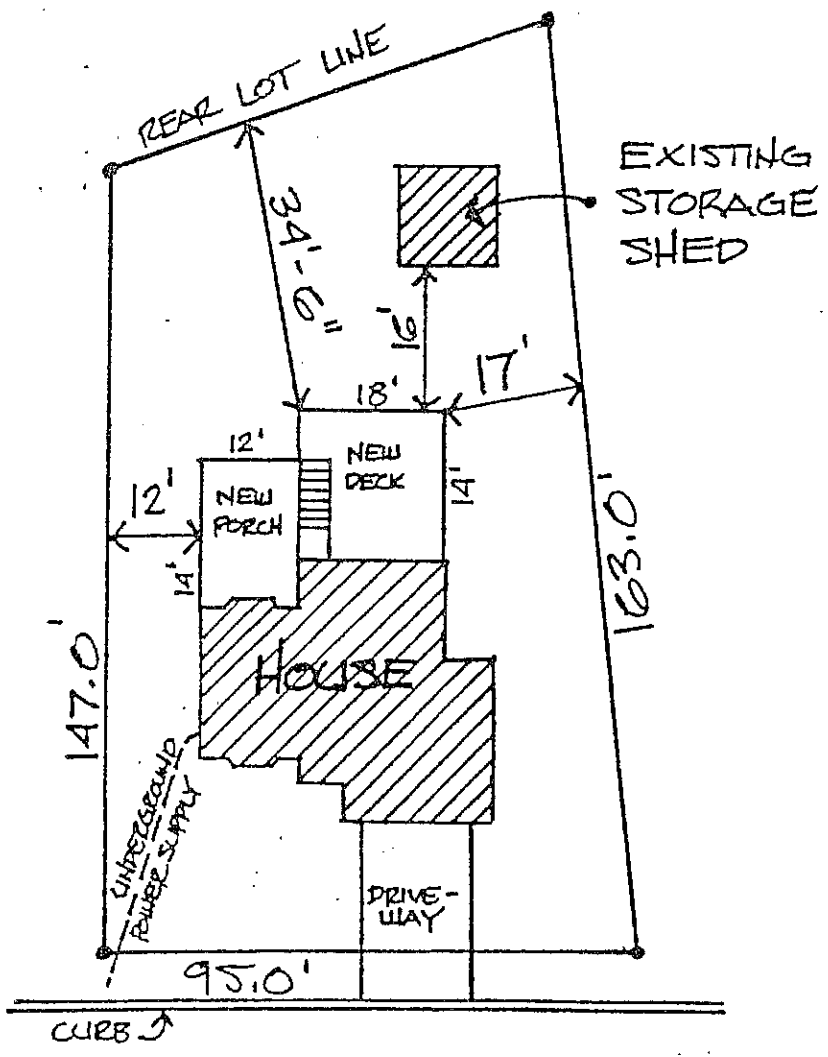 REAR LOT LINE
EXISTING
STORAGE
SHED
34'-6"
16'
17'
18'
12'
NEW
DECK
12'
NEW
PORCH
14'
14'
163.0'
HOUSE
147.0'
UNDERGROUND
POWER SUPPLY
DRIVE-
WAY
95.0'
CURB